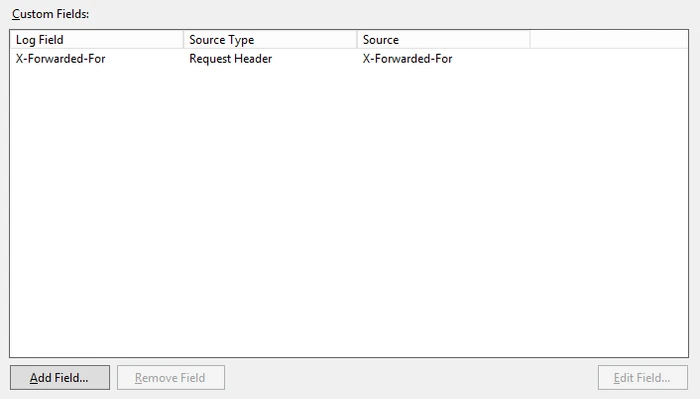 Custom Fields:
Log Field Source Type Source
X-Forwarded-For Request Header X-Forwarded-For
Add Field... Remove Field Edit Field...